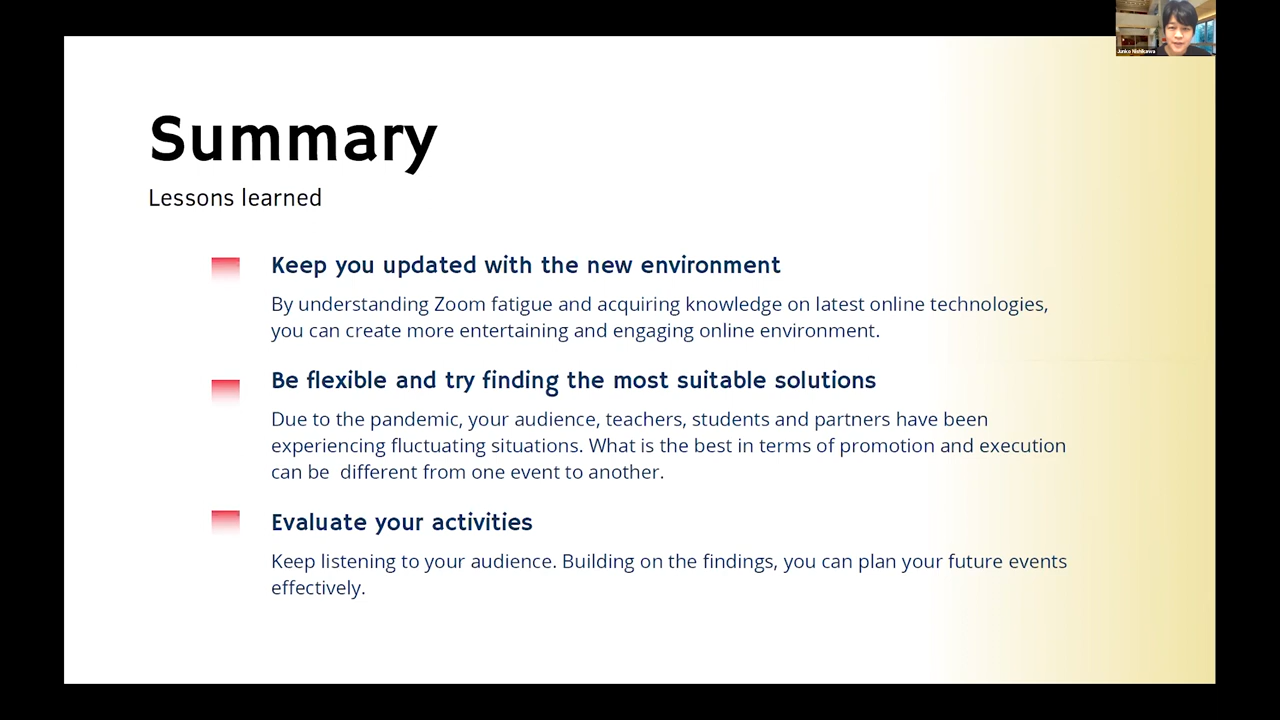 Junko Nishikawa
Summary
Lessons learned
Keep you updated with the new environment
By understanding Zoom fatigue and acquiring knowledge on latest online technologies,
you can create more entertaining and engaging online environment.
Be flexible and try finding the most suitable solutions
Due to the pandemic, your audience, teachers, students and partners have been
experiencing fluctuating situations. What is the best in terms of promotion and execution
can be  different from one event to another.
Evaluate your activities
Keep listening to your audience. Building on the findings, you can plan your future events
effectively.